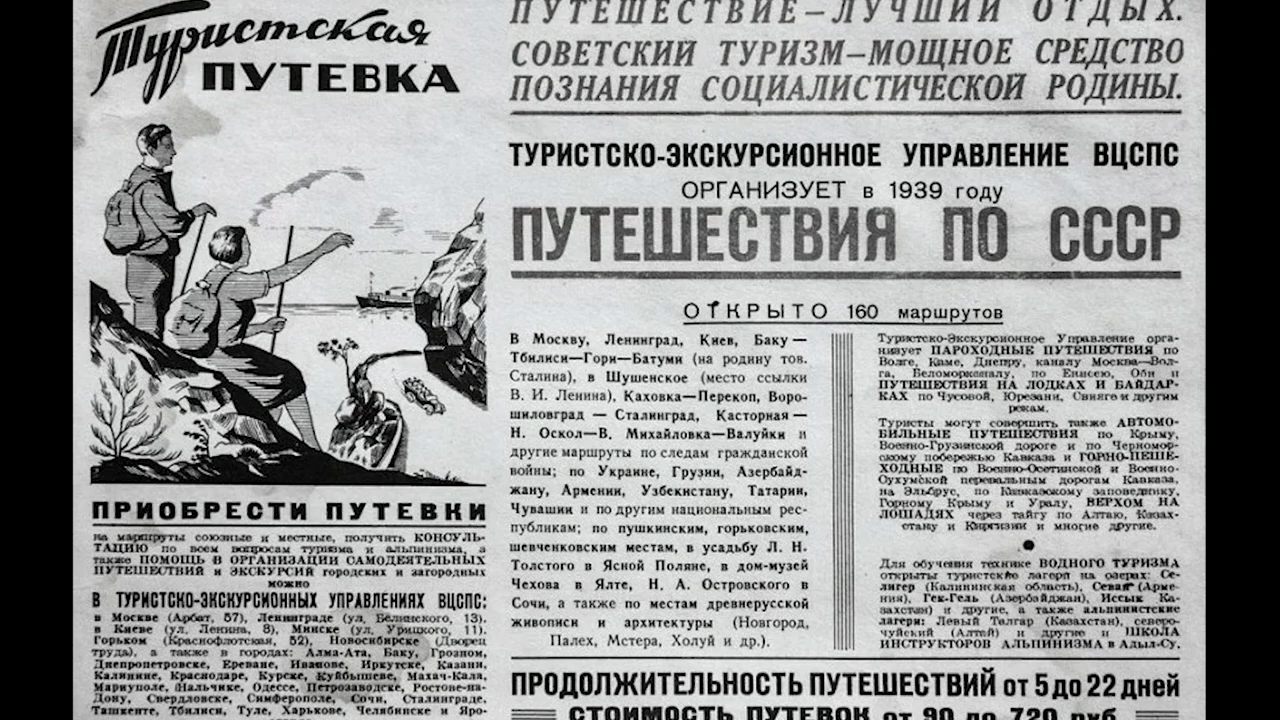 Туристская
ПУТЕВКА
ПРИОБРЕСТИ ПУТЕВКИ
на маршруты союзные и местные, получить КОНСУЛЬ-
ТАЦИЮ по всем вопросам туризма и альпинизма, а
также ПОМОЩЬ В ОРГАНИЗАЦИИ САМОДЕЯТЕЛЬНЫХ
ПУТЕШЕСТВИЙ и ЭКСКУРСИЙ городских и загородных
можно
В ТУРИСТСКО-ЭКСКУРСИОННЫХ УПРАВЛЕНИЯХ ВЦСПС:
в Москве (Арбат, 57), Ленинграде (ул. Белинского, 13),
в Киеве (ул. Ленина, 8), Минске (ул. Урицкого, 11),
Горьком (Краснофлотская, 52), Новосибирске (Дворец
труда), а также в городах: Алма-Ата, Баку, Грозном,
Днепропетровске, Ереване, Иванове, Иркутске, Казани,
Калинине, Краснодаре, Курске, Куйбышеве, Махач-Кала,
Мариуполе, Нальчике, Одессе, Петрозаводске, Ростове-на-
Дону, Свердловске, Симферополе, Сочи, Сталинграде,
Ташкенте, Тбилиси, Туле, Харькове, Челябинске и Яро-
ПУТЕШЕСТВИЕ—ЛУЧШИЙ ОТДЫХ.
СОВЕТСКИЙ ТУРИЗМ—МОЩНОЕ СРЕДСТВО
ПОЗНАНИЯ СОЦИАЛИСТИЧЕСКОЙ РОДИНЫ.
ТУРИСТСКО-ЭКСКУРСИОННОЕ УПРАВЛЕНИЕ ВЦСПС
ОРГАНИЗУЕТ в 1939 году
ПУТЕШЕСТВИЯ ПО СССР
ОТКРЫТО 160 маршрутов
В Москву, Ленинград, Киев, Баку—
Тбилиси—Гори—Батуми (на родину тов.
Сталина), в Шушенское (место ссылки
В. И. Ленина), Каховка—Перекоп, Воро-
шиловград — Сталинград, Касторная—
Н. Оскол—В. Михайловка—Валуйки и
другие маршруты по следам гражданской
войны; по Украине, Грузии, Азербайд-
жану, Армении, Узбекистану, Татарии,
Чувашии и по другим национальным рес-
публикам; по пушкинским, горьковским,
шевченковским местам, в усадьбу Л. Н.
Толстого в Ясной Поляне, в дом-музей
Чехова в Ялте, Н. А. Островского в
Сочи, а также по местам древнерусской
живописи и архитектуры (Новгород,
Палех, Мстера, Холуй и др.).
Туристско-Экскурсионное Управление орга-
низует ПАРОХОДНЫЕ ПУТЕШЕСТВИЯ по
Волге, Каме, Днепру, каналу Москва—Вол-
га, Беломорканалу, по Енисею, Оби и
ПУТЕШЕСТВИЯ НА ЛОДКАХ И БАЙДАР-
КАХ по Чусовой, Юрезани, Свияге и другим
рекам.
Туристы могут совершить также АВТОМО-
БИЛЬНЫЕ ПУТЕШЕСТВИЯ по Крыму,
Военно-Грузинской дороге и по Черномор-
скому побережью Кавказа и ГОРНО-ПЕШЕ-
ХОДНЫЕ по Военно-Осетинской и Военно-
Сухумской перевальным дорогам Кавказа,
на Эльбрус, по Кавказскому заповеднику,
Горному Крыму и Уралу, ВЕРХОМ НА
ЛОШАДЯХ через тайгу по Алтаю, Казах-
стану и Киргизии и многие другие.
Для обучения технике ВОДНОГО ТУРИЗМА
открыты туристские лагери на озерах: Се-
лигер (Калининская область), Севан (Арме-
ния), Гек-Гель (Азербайджан), Иссык (Ка-
захстан) и другие, а также альпинистские
лагери: Левый Талгар (Казахстан), северо-
чуйский (Алтай) и другие и ШКОЛА
ИНСТРУКТОРОВ АЛЬПИНИЗМА в Адыл-Су.
ПРОДОЛЖИТЕЛЬНОСТЬ ПУТЕШЕСТВИЙ от 5 до 22 дней
СТОИМОСТЬ ПУТЕВОК от 90 до 720 руб.